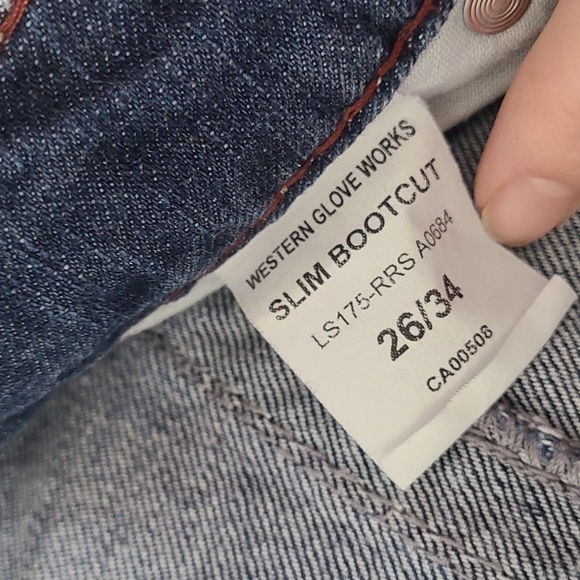 WESTERN GLOVE WORKS
SLIM BOOTCUT
LS175-RRS A0684
26/34
CA00508